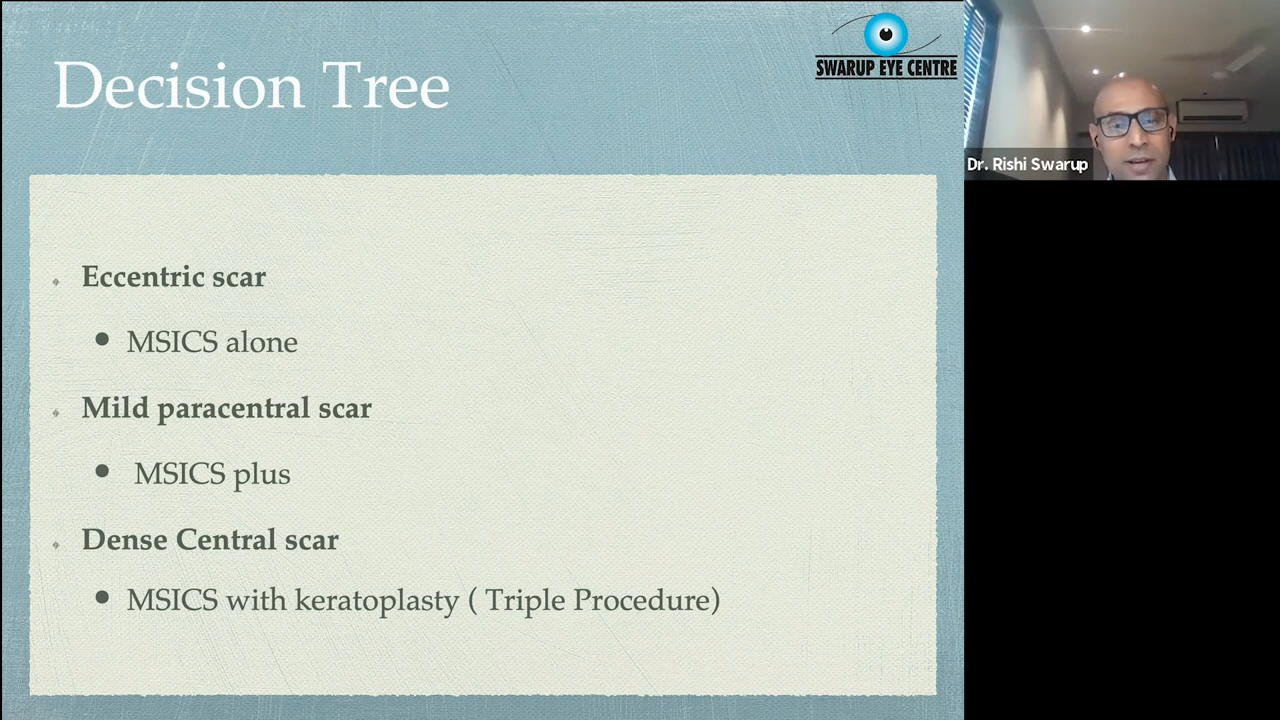 Decision Tree
SWARUP EYE CENTRE
Dr. Rishi Swarup
Eccentric scar
MSICS alone
Mild paracentral scar
MSICS plus
Dense Central scar
MSICS with keratoplasty ( Triple Procedure)